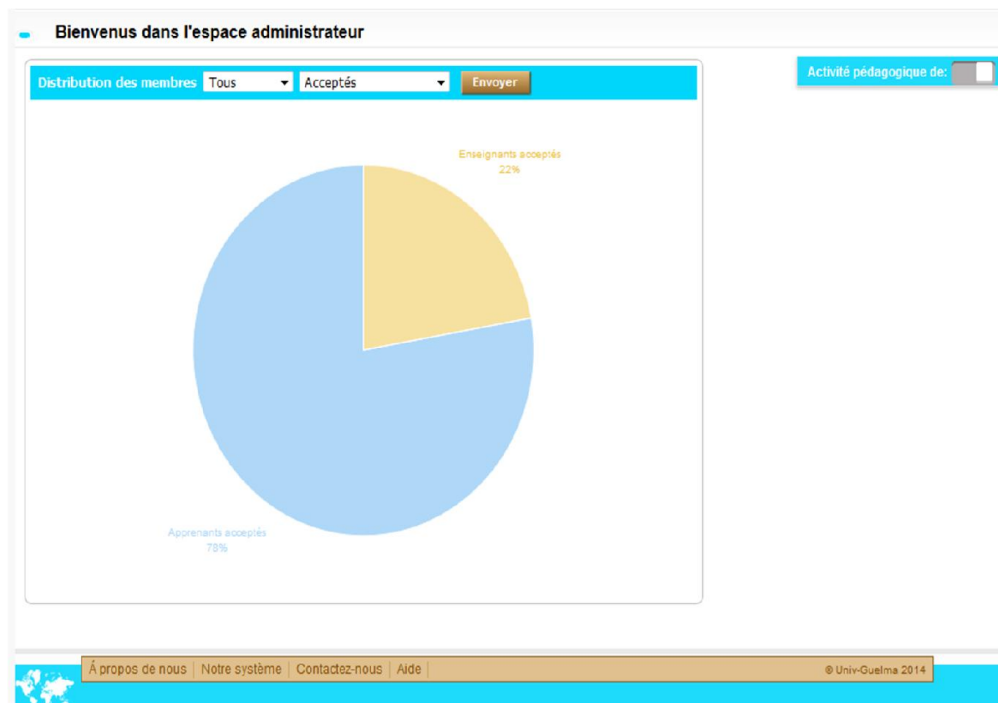 Bienvenus dans l'espace administrateur
Distribution des membres Tous Acceptés Envoyer
Activité pédagogique de:
Enseignants acceptés
22%
Apprenants acceptés
78%
Á propos de nous | Notre système | Contactez-nous | Aide |
© Univ-Guelma 2014